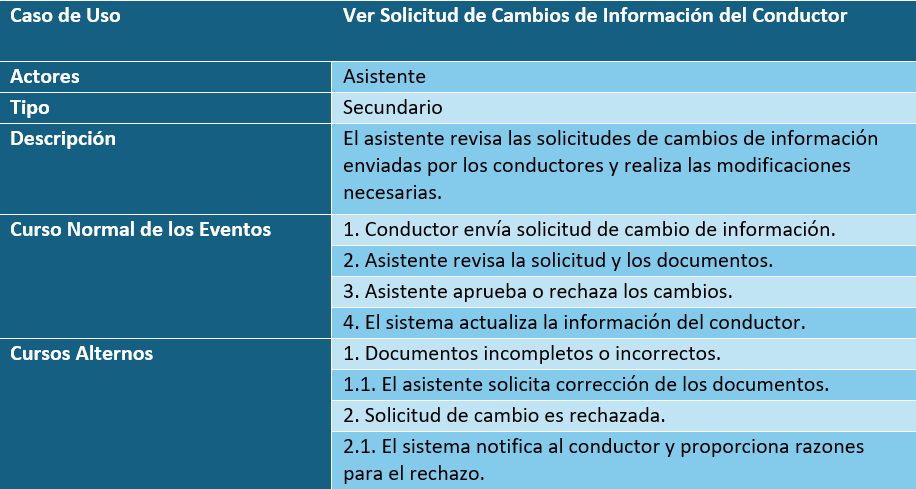 Caso de Uso
Ver Solicitud de Cambios de Información del Conductor
Actores
Asistente
Tipo
Secundario
Descripción
El asistente revisa las solicitudes de cambios de información
enviadas por los conductores y realiza las modificaciones
necesarias.
Curso Normal de los Eventos
1. Conductor envía solicitud de cambio de información.
2. Asistente revisa la solicitud y los documentos.
3. Asistente aprueba o rechaza los cambios.
4. El sistema actualiza la información del conductor.
Cursos Alternos
1. Documentos incompletos o incorrectos.
1.1. El asistente solicita corrección de los documentos.
2. Solicitud de cambio es rechazada.
2.1. El sistema notifica al conductor y proporciona razones
para el rechazo.